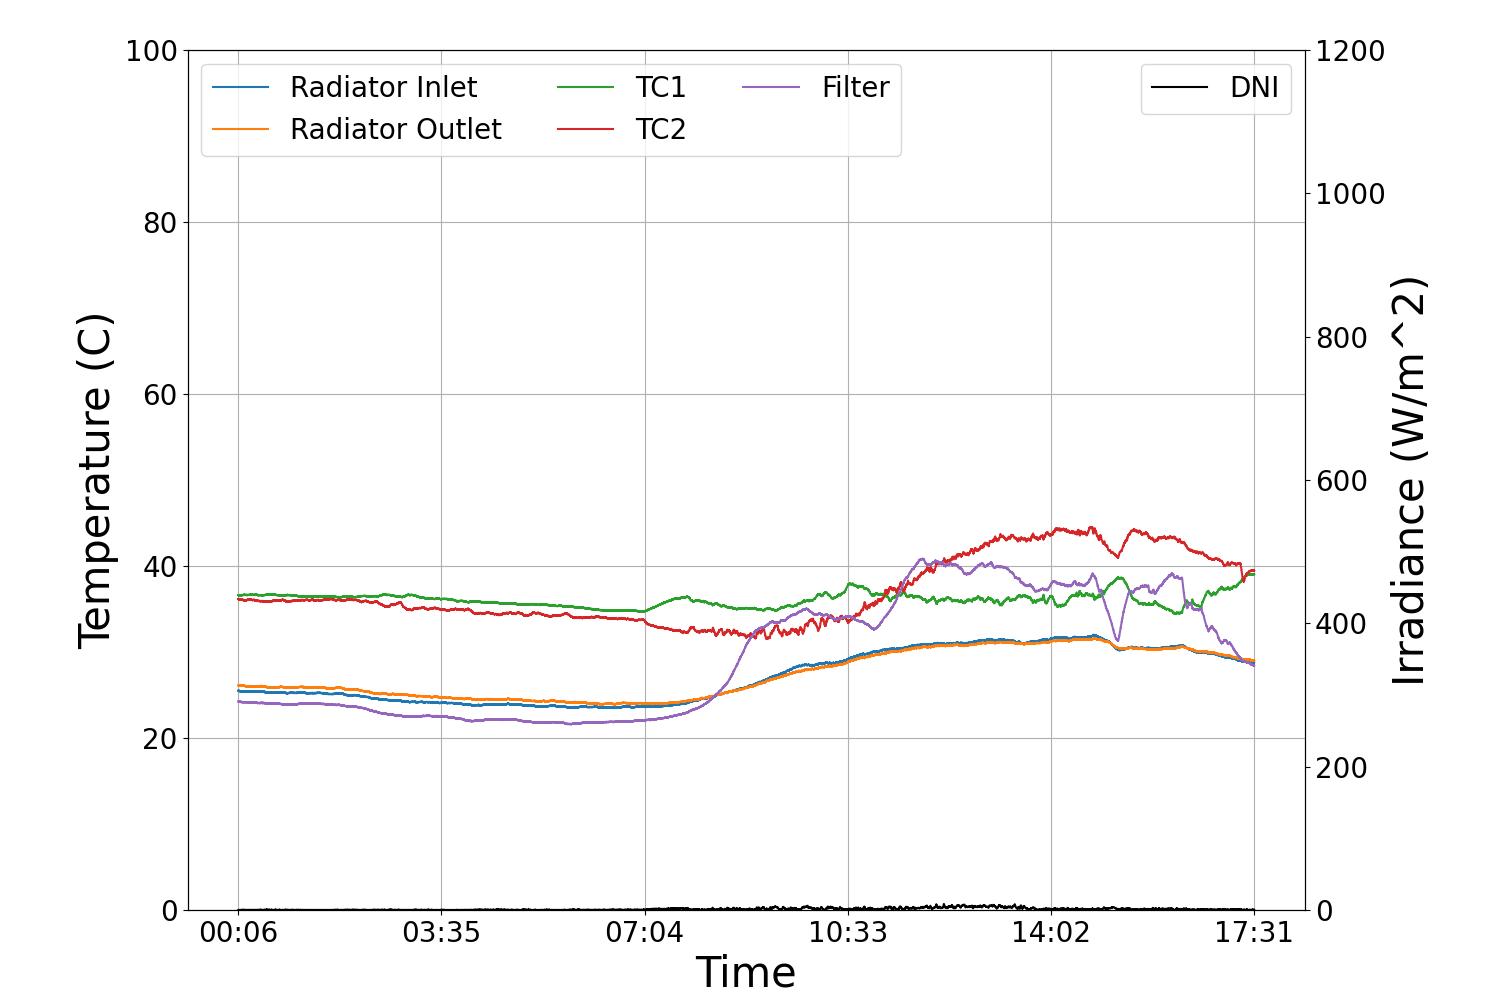 100
80
60
40
20
0
Temperature (C)
Radiator Inlet
Radiator Outlet
TC1
TC2
Filter
DNI
1200
1000
800
600
400
200
0
Irradiance (W/m^2)
00:06 03:35 07:04 10:33 14:02 17:31
Time